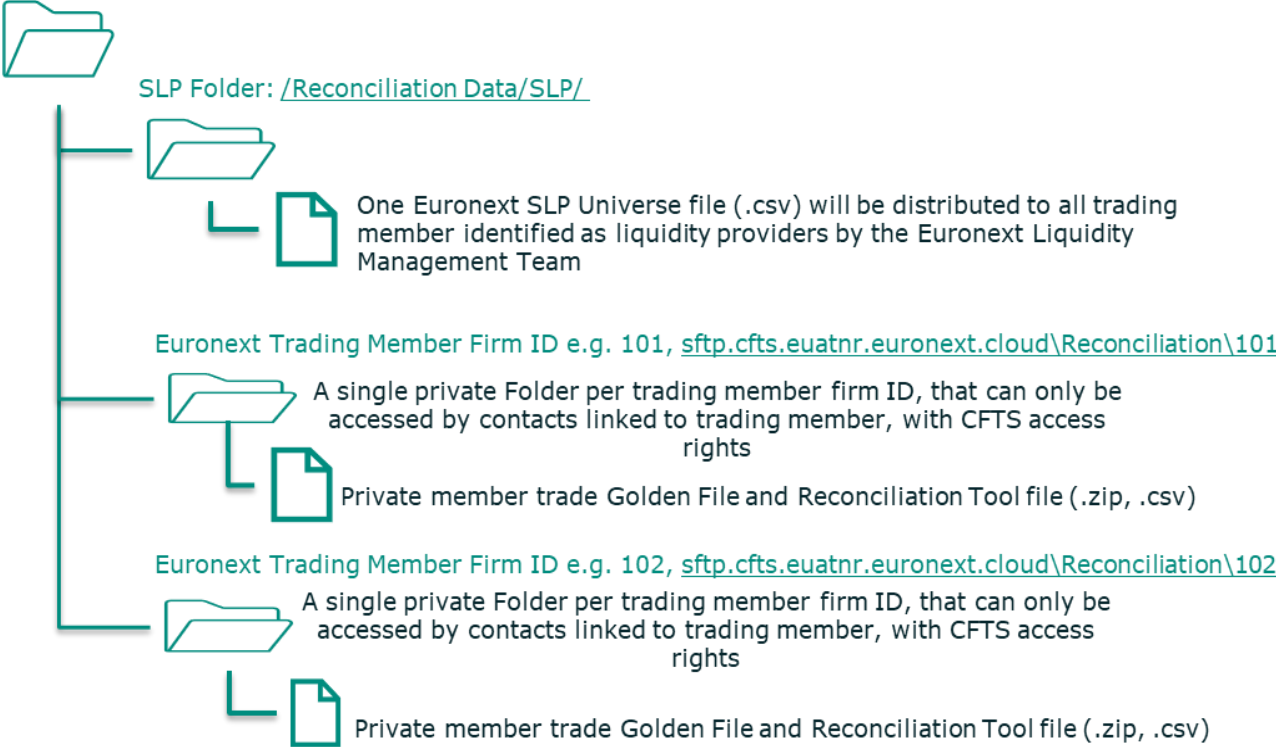 SLP Folder: /Reconciliation Data/SLP/
One Euronext SLP Universe file (.csv) will be distributed to all trading
member identified as liquidity providers by the Euronext Liquidity
Management Team
Euronext Trading Member Firm ID e.g. 101, sftp.cfts.euatnr.euronext.cloud\Reconciliation\101
A single private Folder per trading member firm ID, that can only be
accessed by contacts linked to trading member, with CFTS access
rights
Private member trade Golden File and Reconciliation Tool file (.zip, .csv)
Euronext Trading Member Firm ID e.g. 102, sftp.cfts.euatnr.euronext.cloud\Reconciliation\102
A single private Folder per trading member firm ID, that can only be
accessed by contacts linked to trading member, with CFTS access
rights
Private member trade Golden File and Reconciliation Tool file (.zip, .csv)